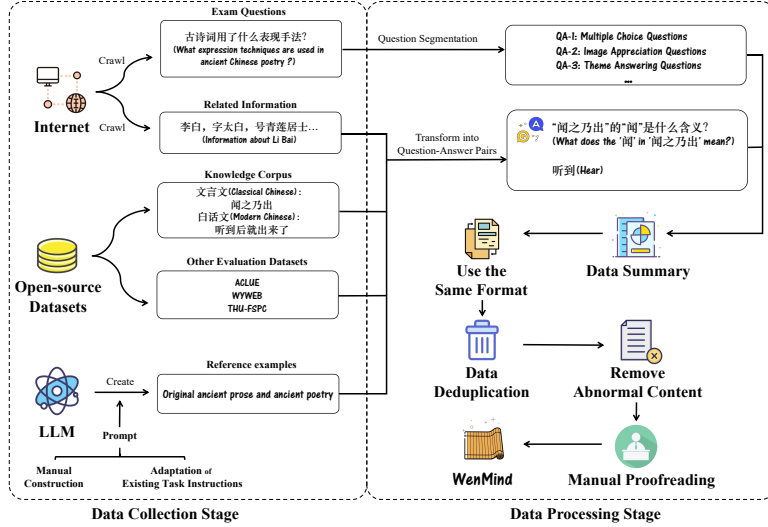 Exam Questions
古诗词用了什么表现手法?
(What expression techniques are used in
ancient Chinese poetry ?)
Crawl
Internet
Crawl
Related Information
李白，字太白，号青莲居士...
(Information about Li Bai)
Knowledge Corpus
文言文(Classical Chinese) :
闻之乃出
白话文(Modern Chinese) :
听到后就出来了
Open-source
Datasets
Other Evaluation Datasets
ACLUE
WYWEB
THU-FSPC
Reference examples
Create
Original ancient prose and ancient poetry
LLM
Prompt
Manual
Construction
Adaptation of
Existing Task Instructions
Data Collection Stage
Question Segmentation
QA-1: Multiple Choice Questions
QA-2: Image Appreciation Questions
QA-3: Theme Answering Questions
...
Transform into
Question-Answer Pairs
Q
A
“闻之乃出”的“闻”是什么含义?
(What does the '闻' in '闻之乃出' mean?)
听到(Hear)
Use the
Same Format
Data Summary
Data
Deduplication
Remove
Abnormal Content
WenMind
Manual Proofreading
Data Processing Stage